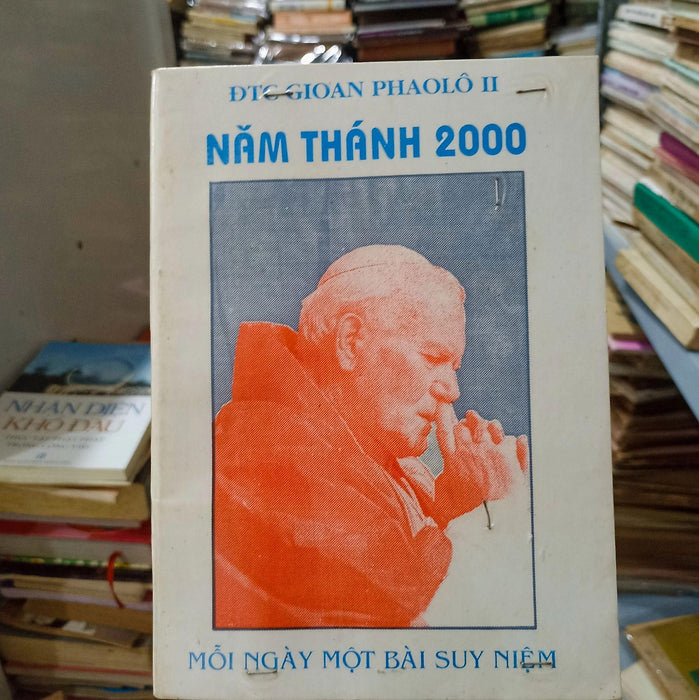 ĐTC GIOAN PHAOLÔ II
NĂM THÁNH 2000
MỖI NGÀY MỘT BÀI SUY NIỆM
NHẬN DIỆN
KHỔ ĐAU